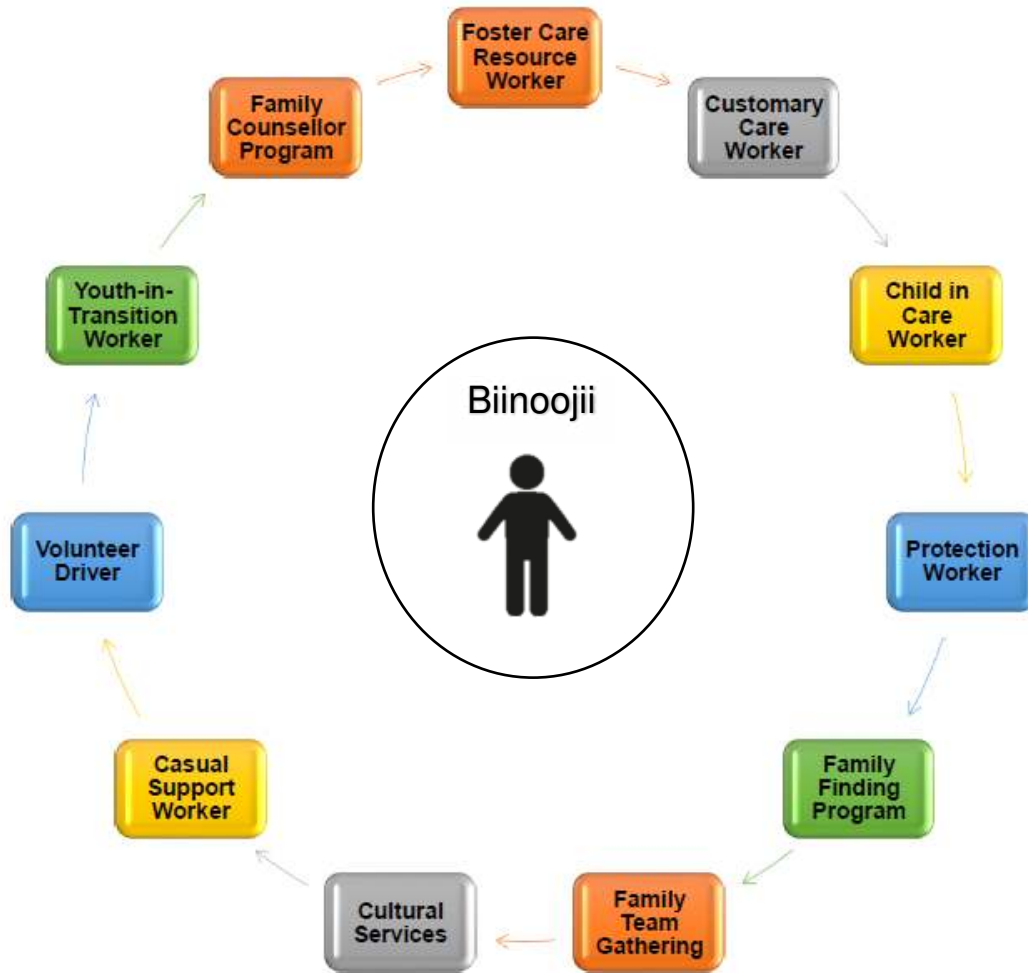 Foster Care
Resource
Worker
Customary
Care
Worker
Child in
Care
Worker
Protection
Worker
Family
Finding
Program
Family
Team
Gathering
Cultural
Services
Casual
Support
Worker
Volunteer
Driver
Youth-in-
Transition
Worker
Family
Counsellor
Program
Biinoojii